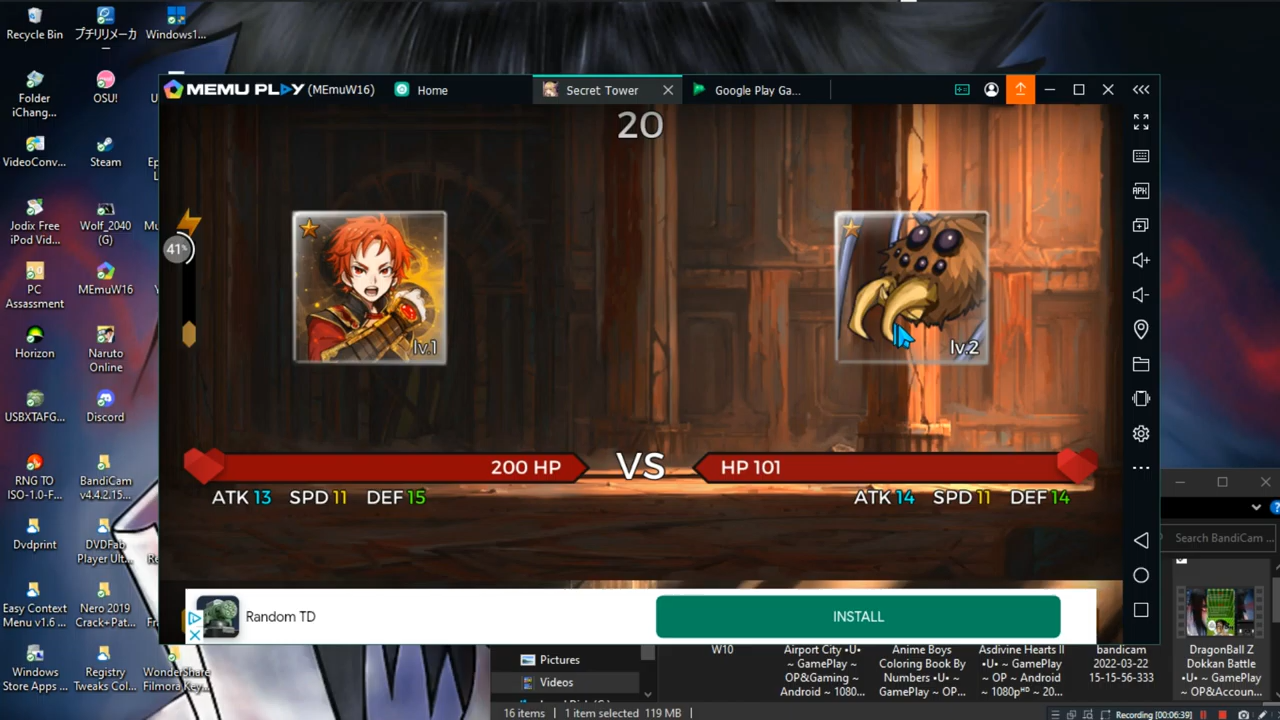 Recycle Bin
プチリメーカ
ー
Windows1...
Folder
iChang...
OSU!
VideoConv...
Steam
Jodix Free
iPod Vid...
Wolf_2040
(G)
PC
Assasment
MEmuW16
Horizon
Naruto
Online
USBXTAFG...
Discord
RNG TO
ISO-1.0-F...
BandiCam
v4.4.2.15...
Dvdprint
DVDFab
Player Ult...
Easy Context
Menu v1.6 ...
Nero 2019
Crack+Pat...
Windows
Store Apps ...
Registry
Tweaks Col...
WonderShare
Filmora Key...
MEMU PLAY (MEmuW16)
Home
Secret Tower
Google Play Ga...
APK
20
41%
lv.1
lv.2
200 HP
VS
HP 101
ATK 13 SPD 11 DEF 15
ATK 14 SPD 11 DEF 14
Random TD
INSTALL
Search BandiCam ...
Pictures
Videos
W10
Airport City •U•
~ GamePlay ~
OP&Gaming ~
Android ~ 1080...
Anime Boys
Coloring Book By
Numbers •U• ~
GamePlay ~ OP...
Asdivine Hearts II
•U• ~ GamePlay
~ OP ~ Android
~ 1080pᴴᴰ ~ 20...
bandicam
2022-03-22
15-15-56-333
DragonBall Z
Dokkan Battle
•U• ~ GamePlay
~ OP&Accoun...
16 items
1 item selected 119 MB
Recording [00:06:39]